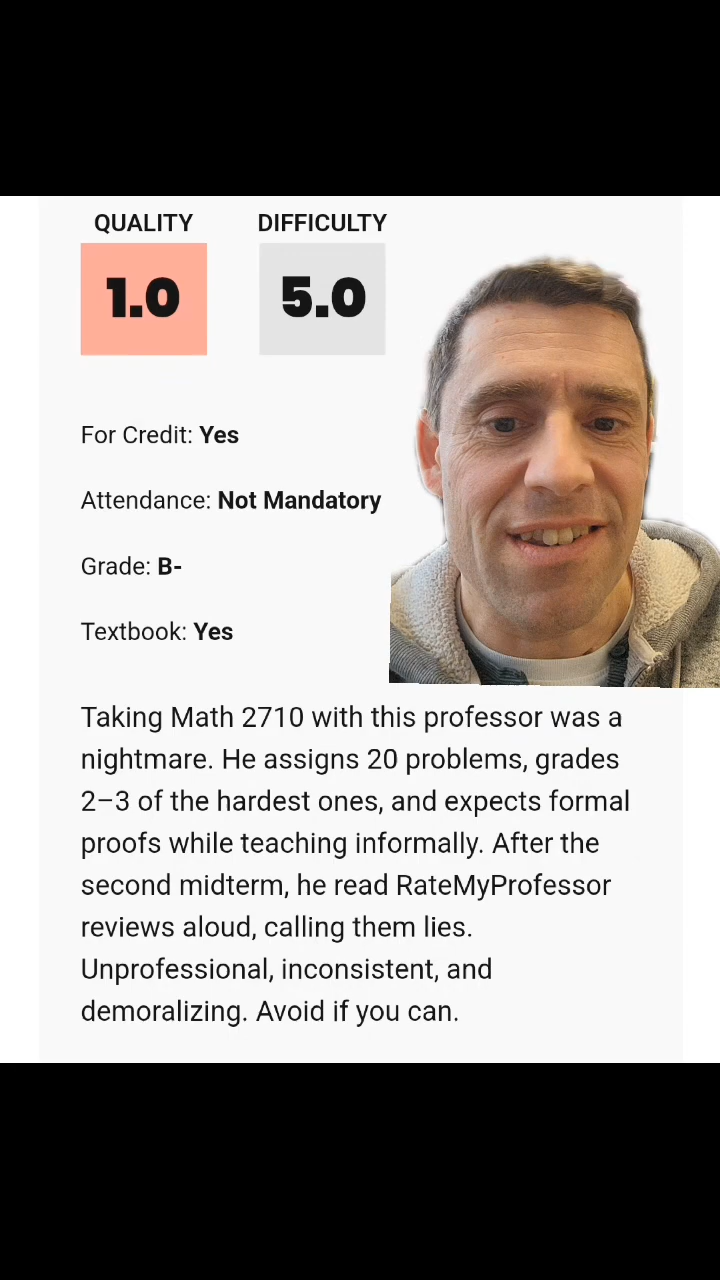 QUALITY DIFFICULTY
1.0 5.0
For Credit: Yes
Attendance: Not Mandatory
Grade: B-
Textbook: Yes
Taking Math 2710 with this professor was a
nightmare. He assigns 20 problems, grades
2–3 of the hardest ones, and expects formal
proofs while teaching informally. After the
second midterm, he read RateMyProfessor
reviews aloud, calling them lies.
Unprofessional, inconsistent, and
demoralizing. Avoid if you can.